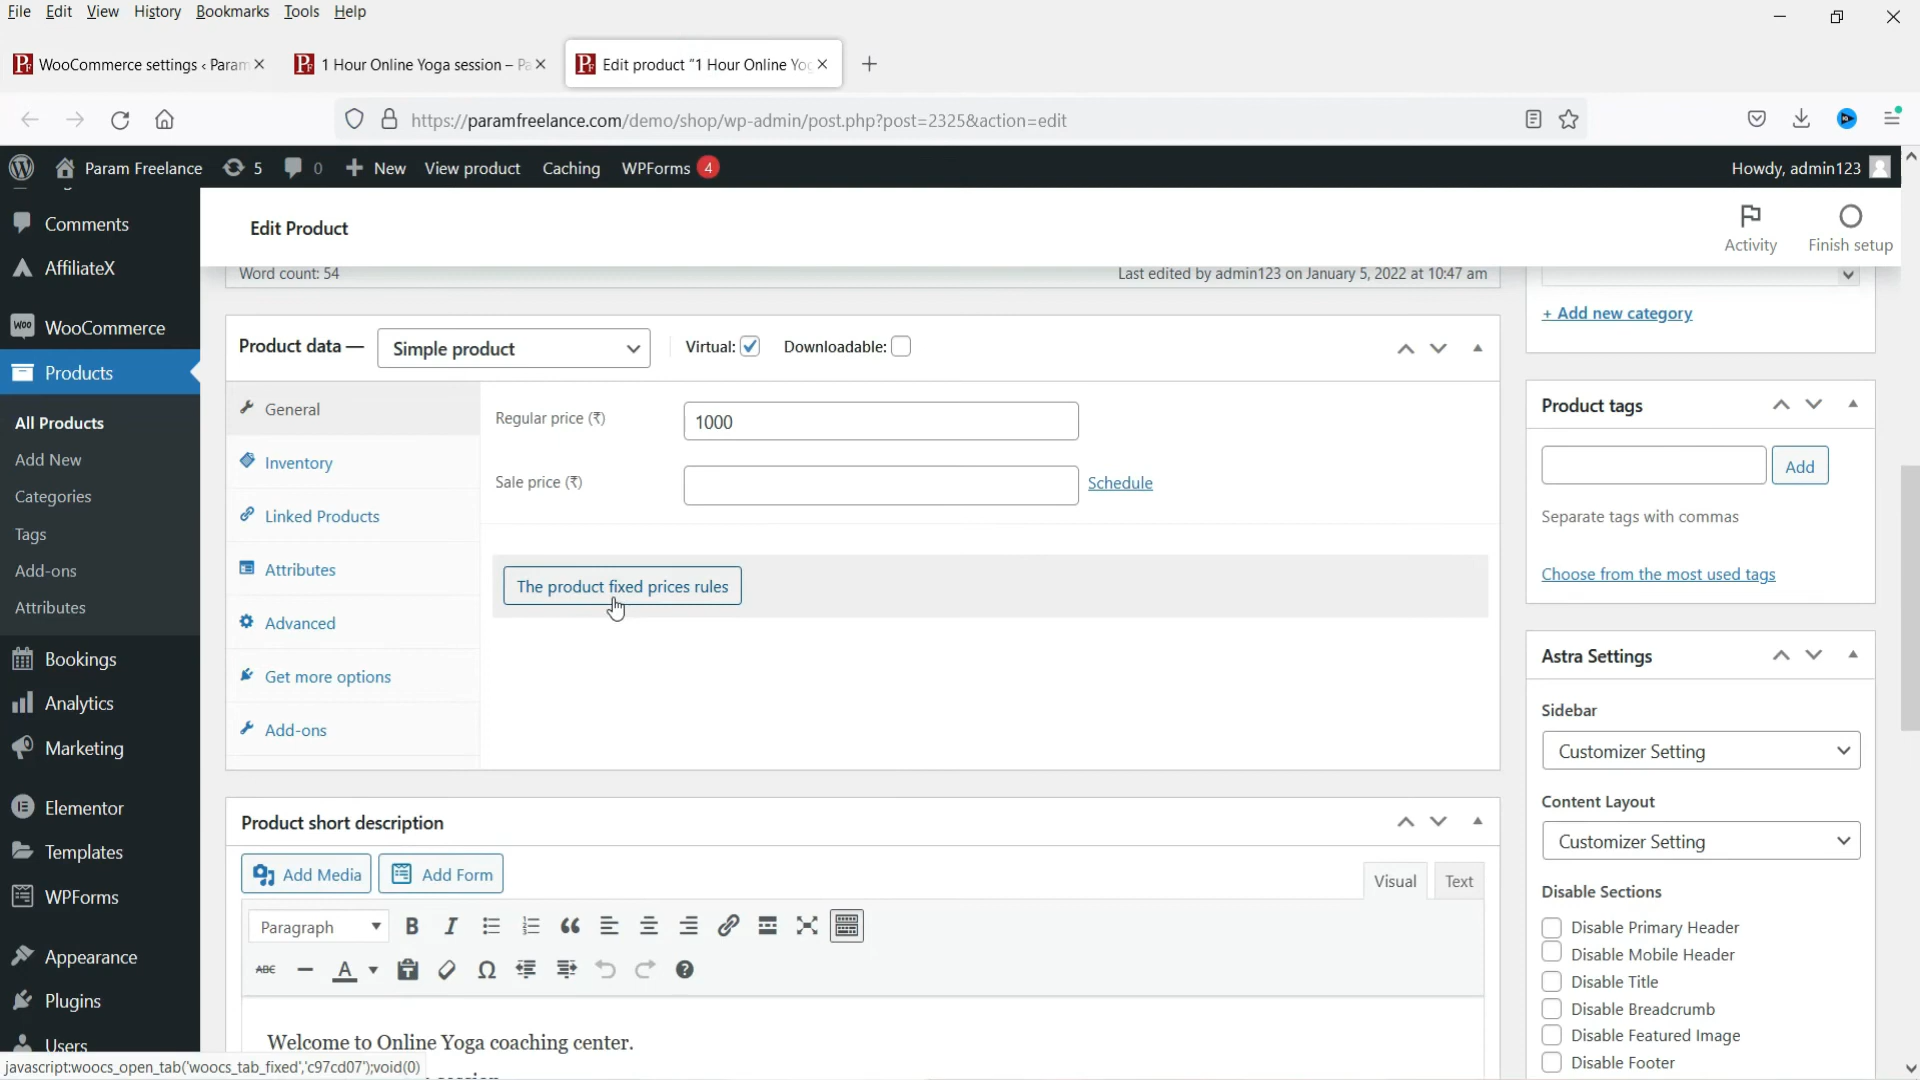 File Edit View History Bookmarks Tools Help
WooCommerce settings ‹ Param
1 Hour Online Yoga session – Pa
Edit product "1 Hour Online Yog
https://paramfreelance.com/demo/shop/wp-admin/post.php?post=2325&action=edit
Param Freelance 5 0 New View product Caching WPForms 4 Howdy, admin123
Comments
AffiliateX
WooCommerce
Products
All Products
Add New
Categories
Tags
Add-ons
Attributes
Bookings
Analytics
Marketing
Elementor
Templates
WPForms
Appearance
Plugins
Users
Edit Product
Activity
Finish setup
Word count: 54
Last edited by admin123 on January 5, 2022 at 10:47 am
Product data — Simple product Virtual: Downloadable:
General
Inventory
Linked Products
Attributes
Advanced
Get more options
Add-ons
Regular price (₹) 1000
Sale price (₹) Schedule
The product fixed prices rules
Product short description
Add Media Add Form
Visual Text
Paragraph
Welcome to Online Yoga coaching center.
+ Add new category
Product tags
Add
Separate tags with commas
Choose from the most used tags
Astra Settings
Sidebar
Customizer Setting
Content Layout
Customizer Setting
Disable Sections
Disable Primary Header
Disable Mobile Header
Disable Title
Disable Breadcrumb
Disable Featured Image
Disable Footer
javascript:woocs_open_tab('woocs_tab_fixed','c97cd07');void(0)